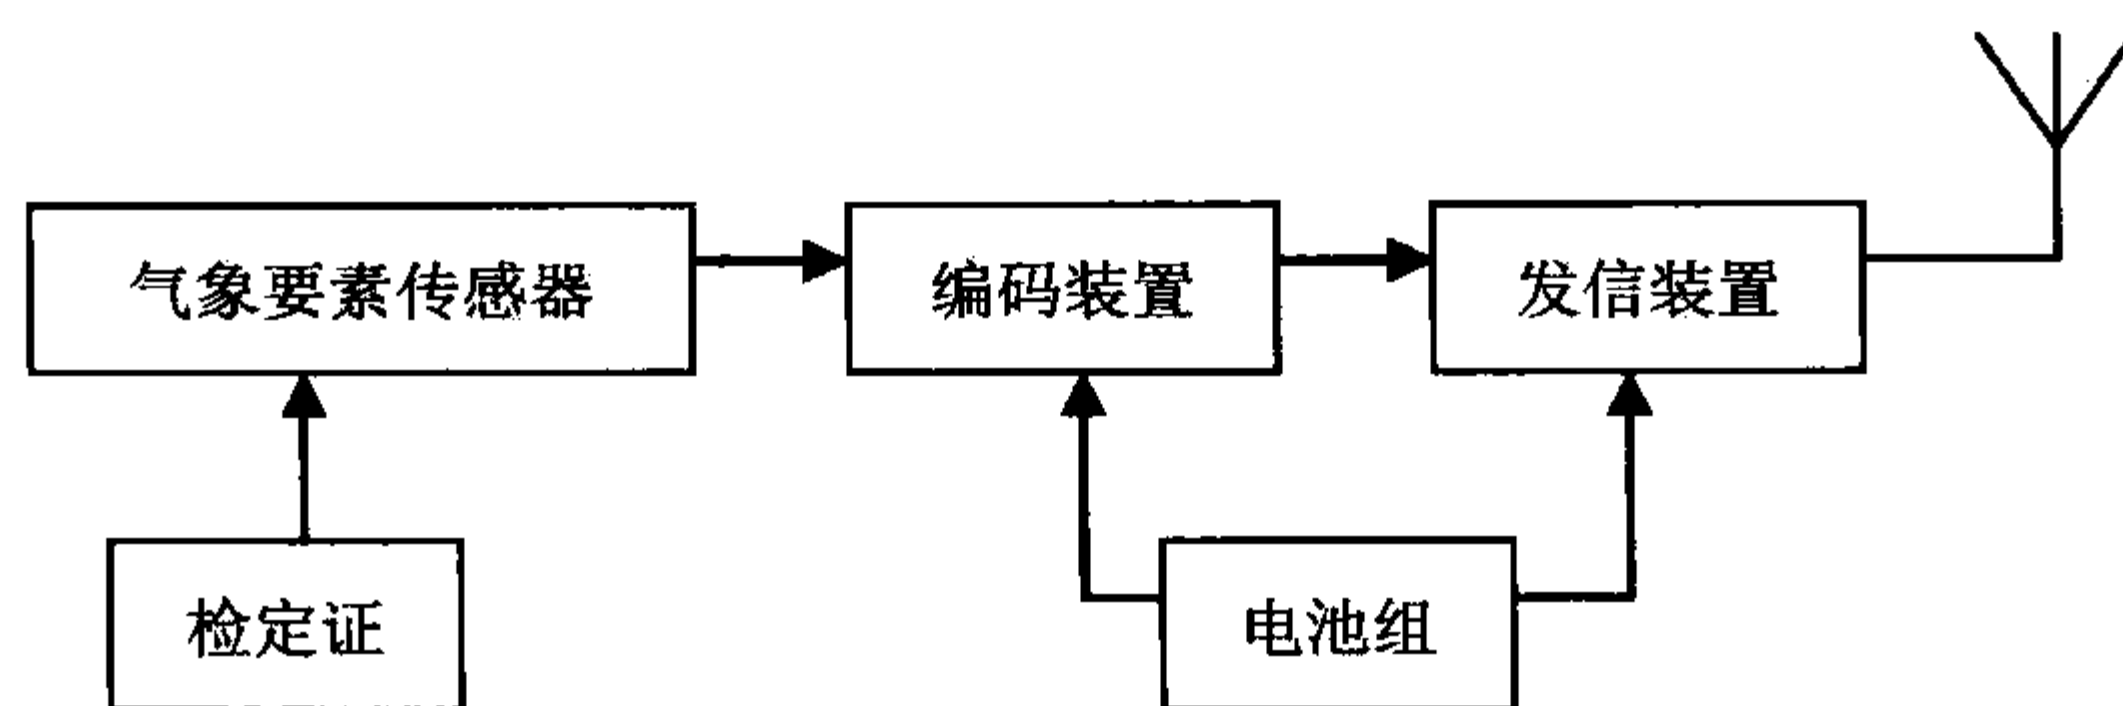 气象要素传感器
编码装置
发信装置
检定证
电池组